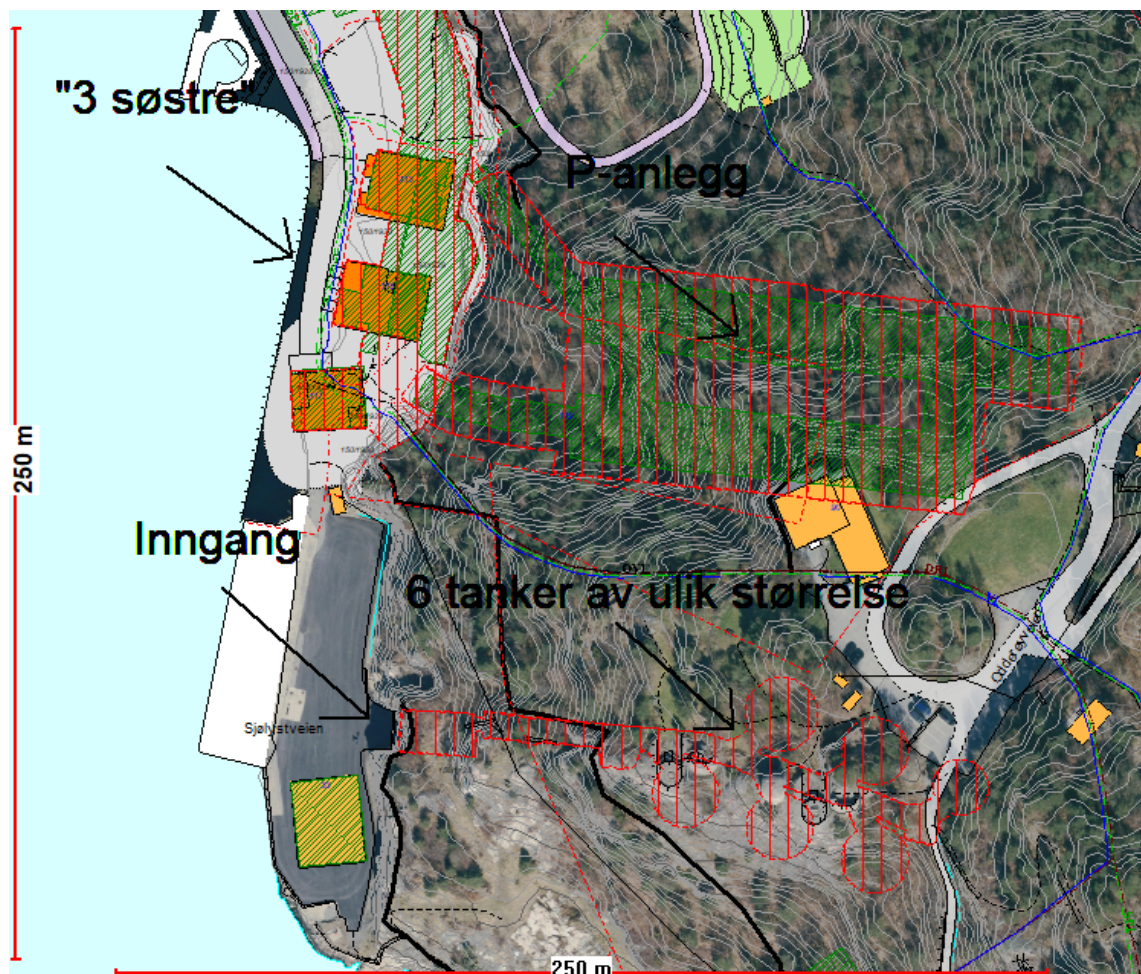 "3 søstre"
P-anlegg
250 m
Inngang
6 tanker av ulik størrelse
Sjølystveien
250 m